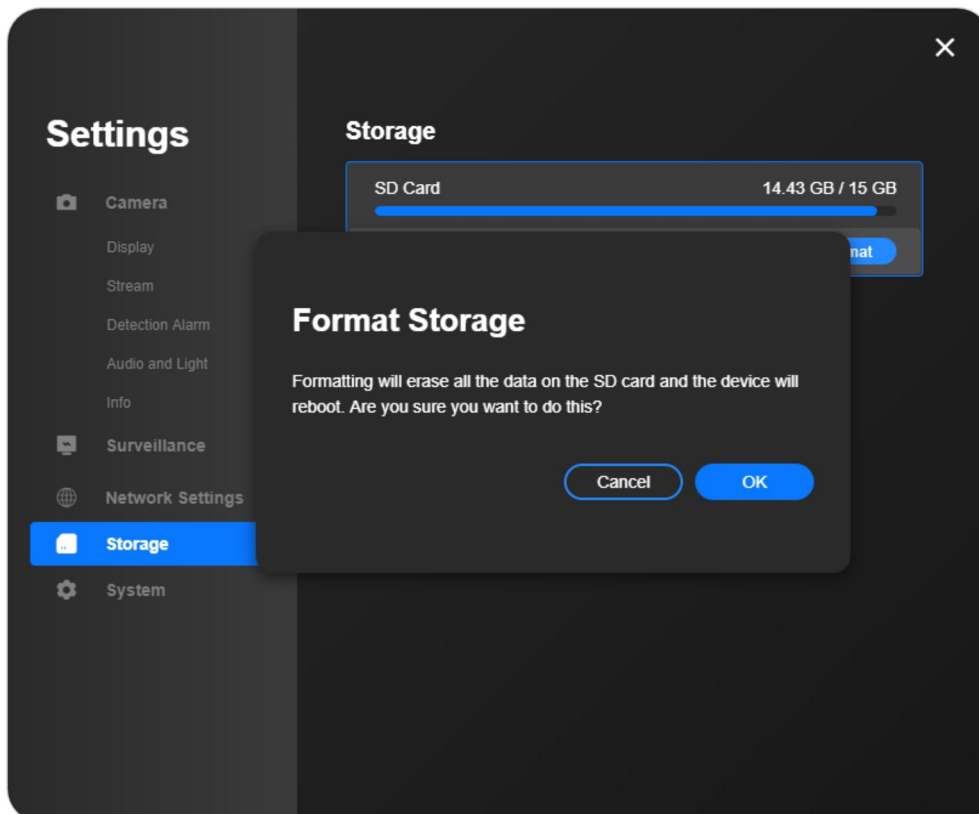 Settings
Camera
Display
Stream
Detection Alarm
Audio and Light
Info
Surveillance
Network Settings
Storage
System
Storage
SD Card 14.43 GB / 15 GB
mat
Format Storage
Formatting will erase all the data on the SD card and the device will
reboot. Are you sure you want to do this?
Cancel OK